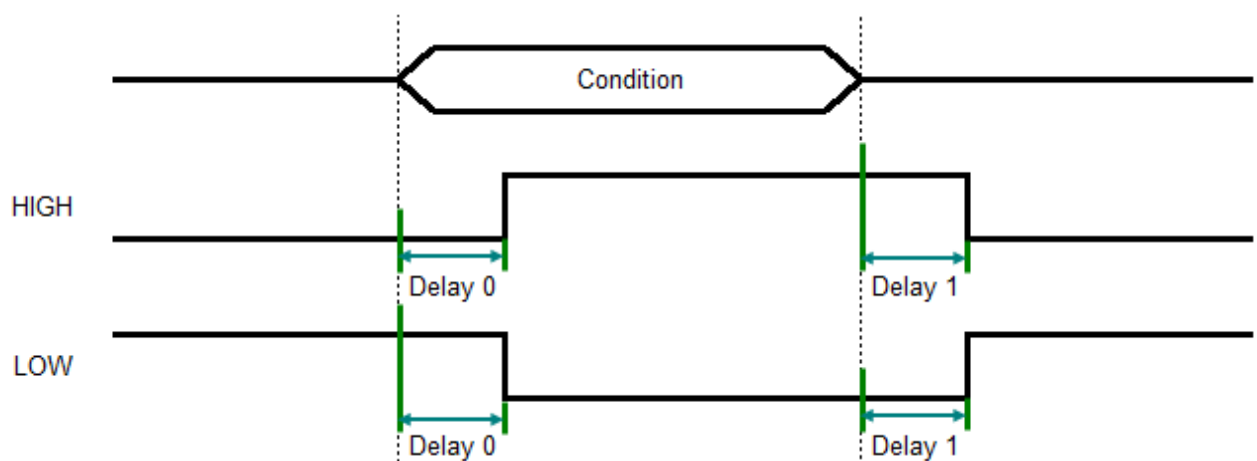 Condition
HIGH
Delay 0
Delay 1
LOW
Delay 0
Delay 1